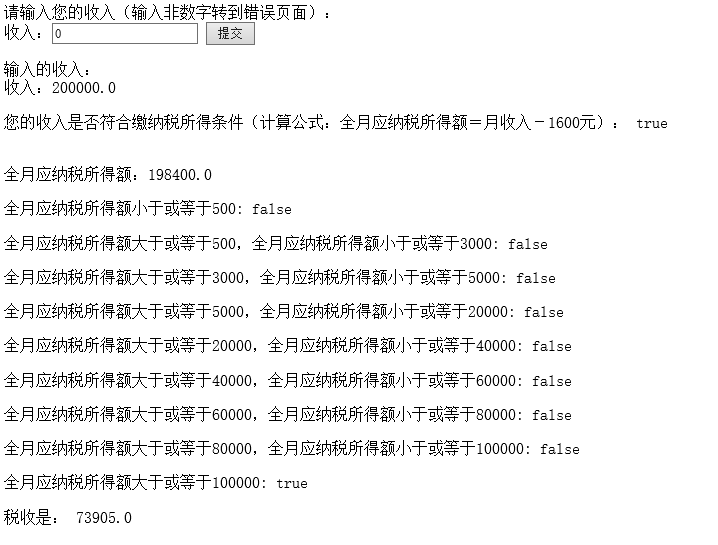 请输入您的收入（输入非数字转到错误页面）：
收入：0 提交
输入的收入：
收入：200000.0
您的收入是否符合缴纳税所得条件（计算公式：全月应纳税所得额＝月收入－1600元）： true
全月应纳税所得额：198400.0
全月应纳税所得额小于或等于500: false
全月应纳税所得额大于或等于500，全月应纳税所得额小于或等于3000: false
全月应纳税所得额大于或等于3000，全月应纳税所得额小于或等于5000: false
全月应纳税所得额大于或等于5000，全月应纳税所得额小于或等于20000: false
全月应纳税所得额大于或等于20000，全月应纳税所得额小于或等于40000: false
全月应纳税所得额大于或等于40000，全月应纳税所得额小于或等于60000: false
全月应纳税所得额大于或等于60000，全月应纳税所得额小于或等于80000: false
全月应纳税所得额大于或等于80000，全月应纳税所得额小于或等于100000: false
全月应纳税所得额大于或等于100000: true
税收是： 73905.0